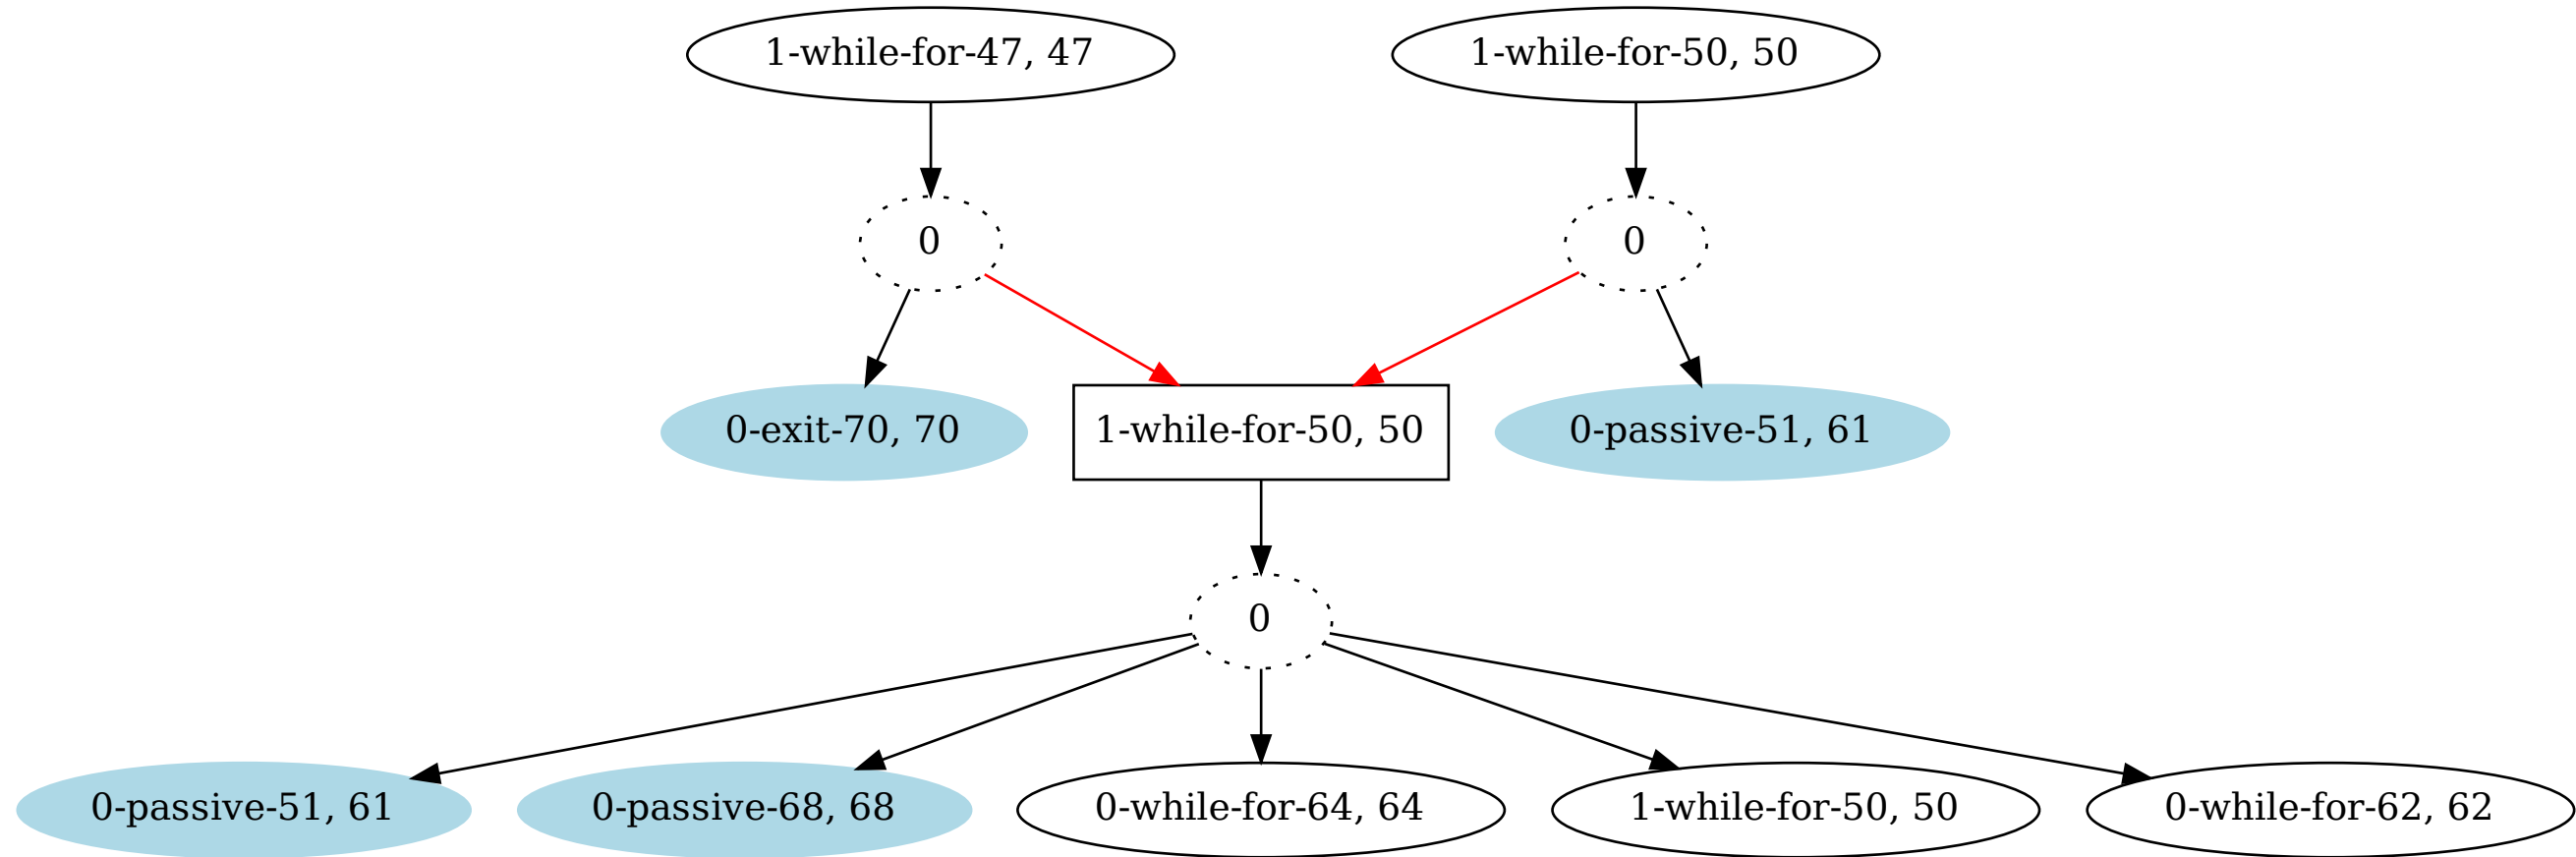 1-while-for-47, 47
1-while-for-50, 50
0
0
0-exit-70, 70
1-while-for-50, 50
0-passive-51, 61
0
0-passive-51, 61
0-passive-68, 68
0-while-for-64, 64
1-while-for-50, 50
0-while-for-62, 62